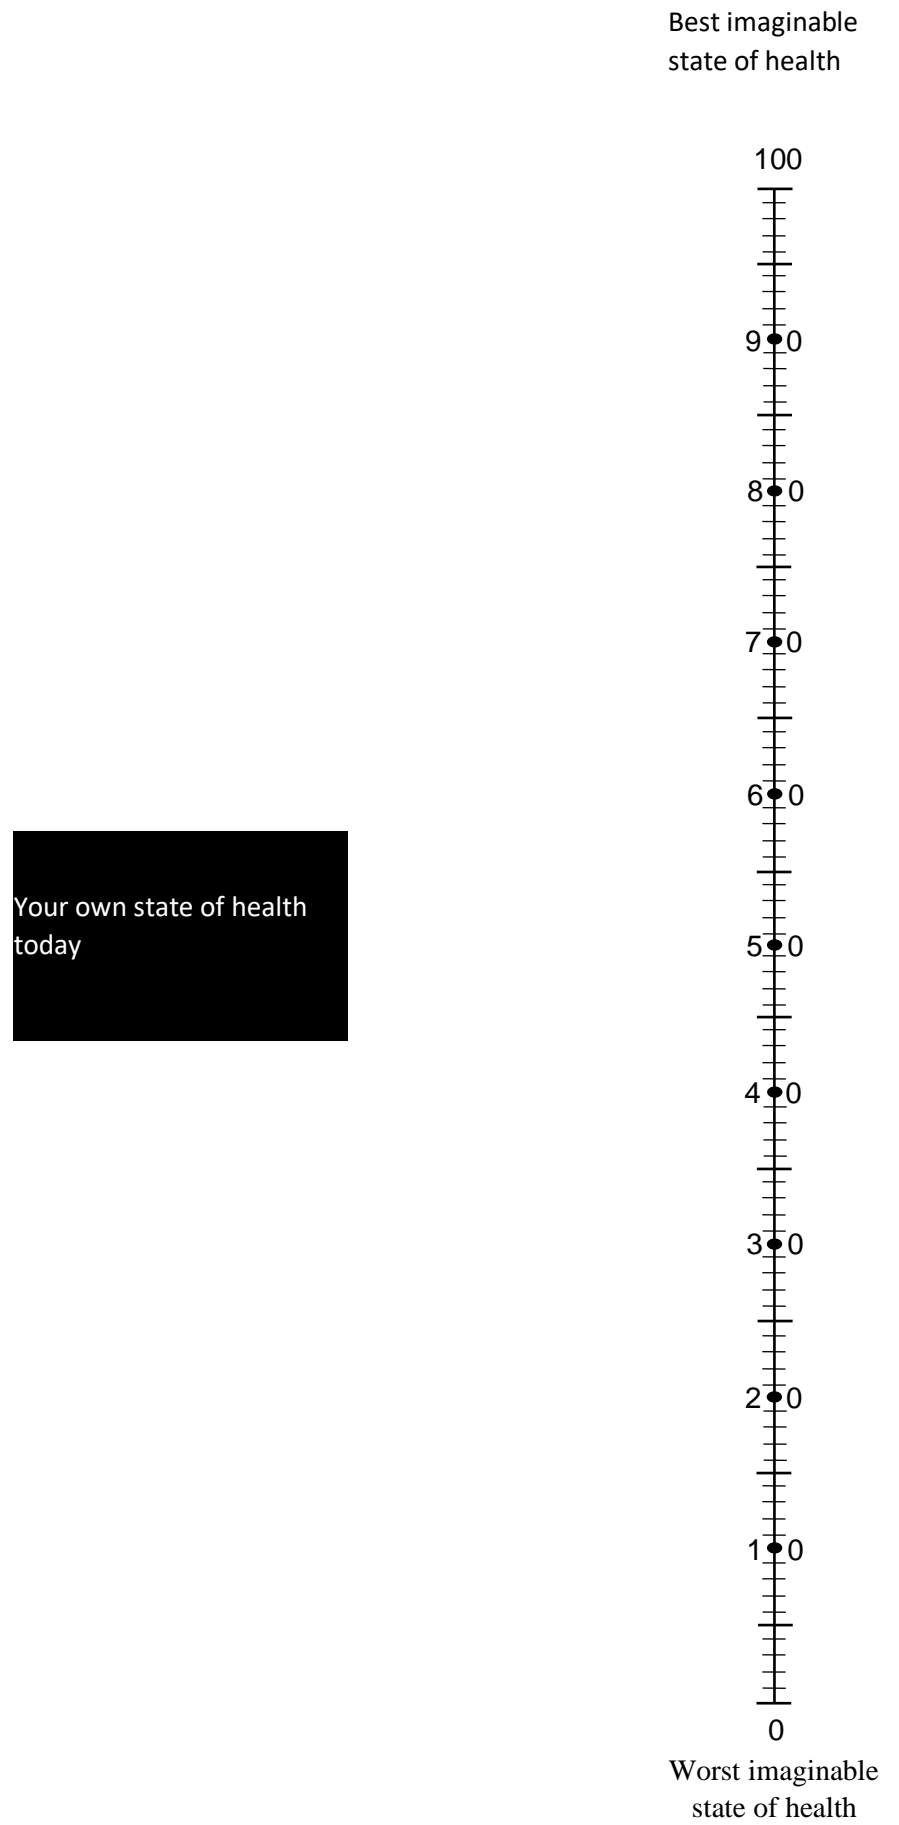 Best imaginable
state of health
100
90
80
70
60
Your own state of health
today
50
40
30
20
10
0
Worst imaginable
state of health